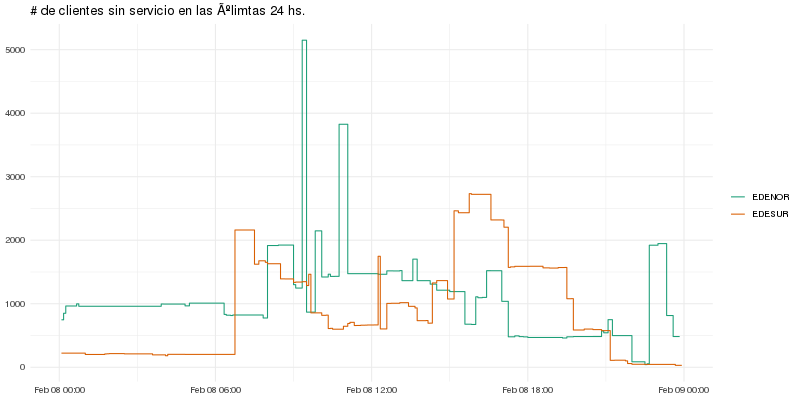 # de clientes sin servicio en las Ãºlimtas 24 hs.
5000
4000
3000
2000
1000
0
EDENOR
EDESUR
Feb 08 00:00
Feb 08 06:00
Feb 08 12:00
Feb 08 18:00
Feb 09 00:00